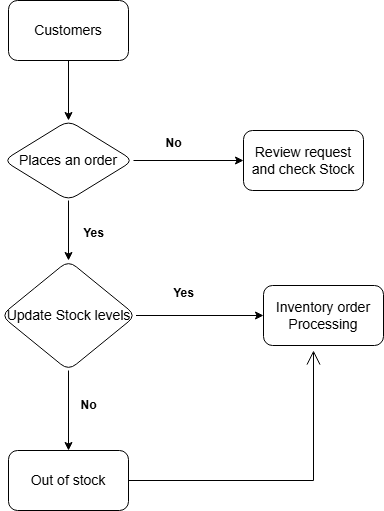 Customers
No
Places an order
Review request
and check Stock
Yes
Yes
Update Stock levels
Inventory order
Processing
No
Out of stock